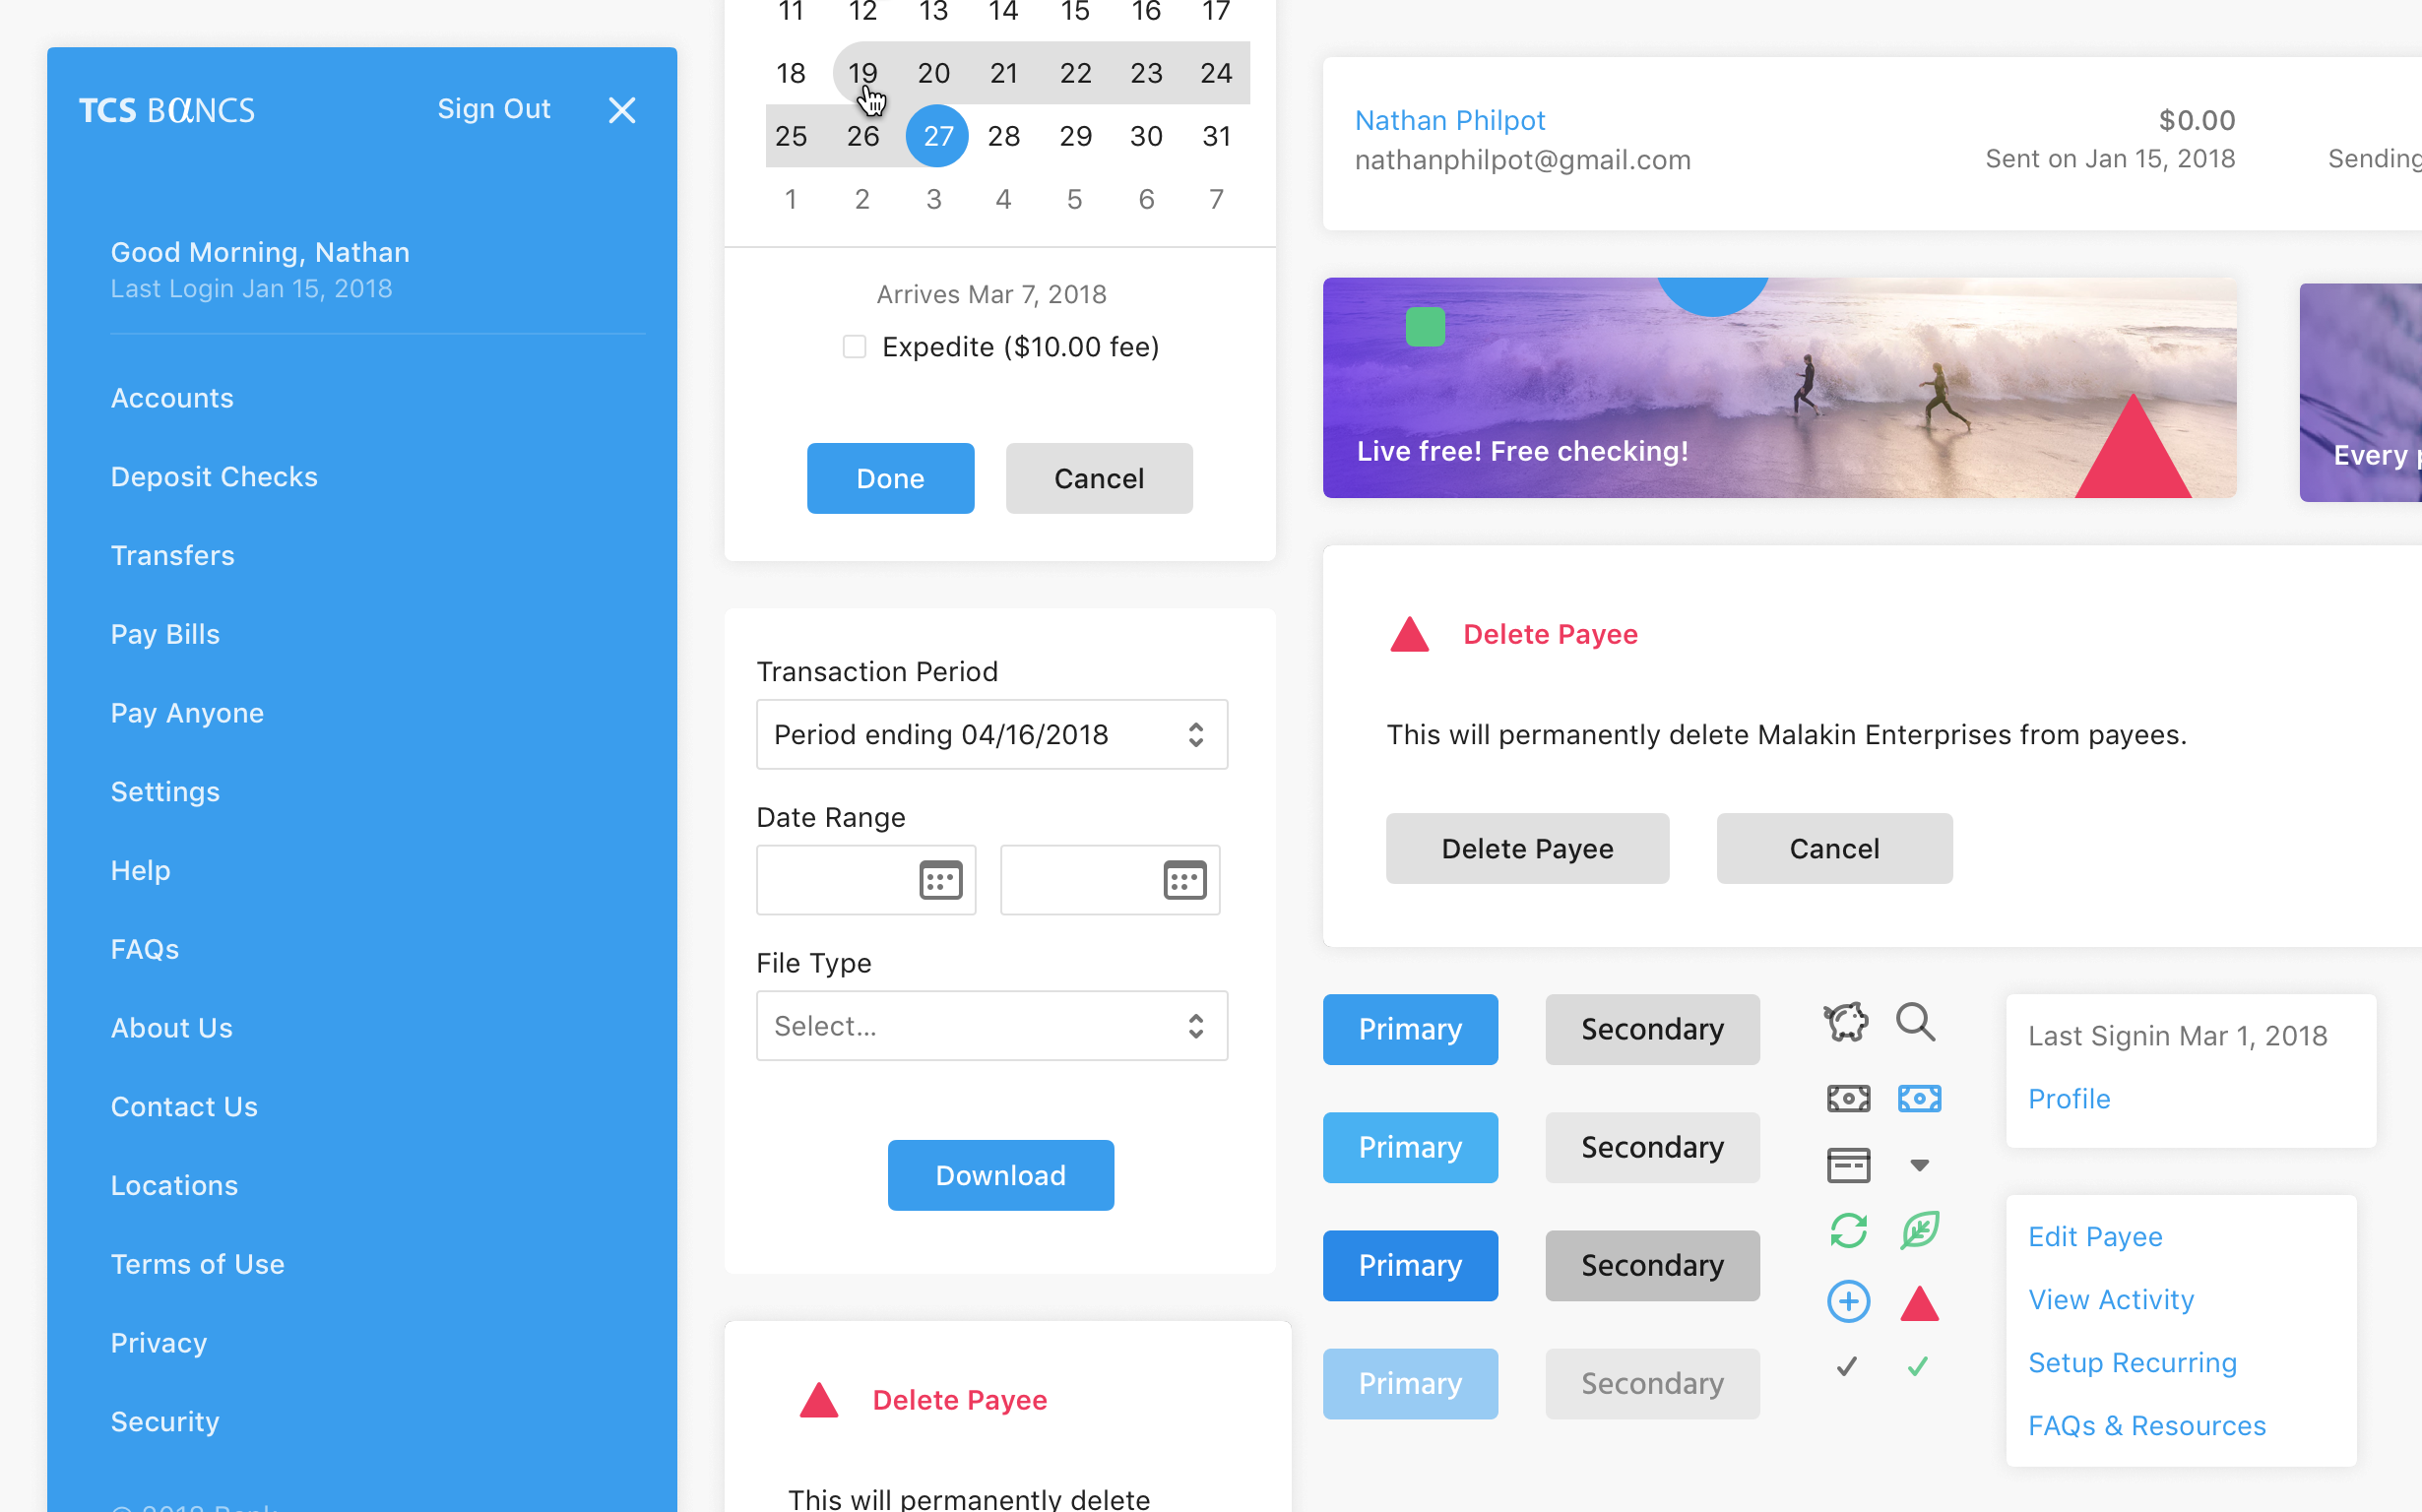 TCS BαNCS
Sign Out
Good Morning, Nathan
Last Login Jan 15, 2018
Accounts
Deposit Checks
Transfers
Pay Bills
Pay Anyone
Settings
Help
FAQs
About Us
Contact Us
Locations
Terms of Use
Privacy
Security
11 12 13 14 15 16 17
18 19 20 21 22 23 24
25 26 27 28 29 30 31
1 2 3 4 5 6 7
Arrives Mar 7, 2018
Expedite ($10.00 fee)
Done
Cancel
Transaction Period
Period ending 04/16/2018
Date Range
File Type
Select...
Download
Delete Payee
This will permanently delete
Nathan Philpot
nathanphilpot@gmail.com
$0.00
Sent on Jan 15, 2018
Sending
Live free! Free checking!
Every
Delete Payee
This will permanently delete Malakin Enterprises from payees.
Delete Payee
Cancel
Primary
Secondary
Primary
Secondary
Primary
Secondary
Primary
Secondary
Last Signin Mar 1, 2018
Profile
Edit Payee
View Activity
Setup Recurring
FAQs & Resources